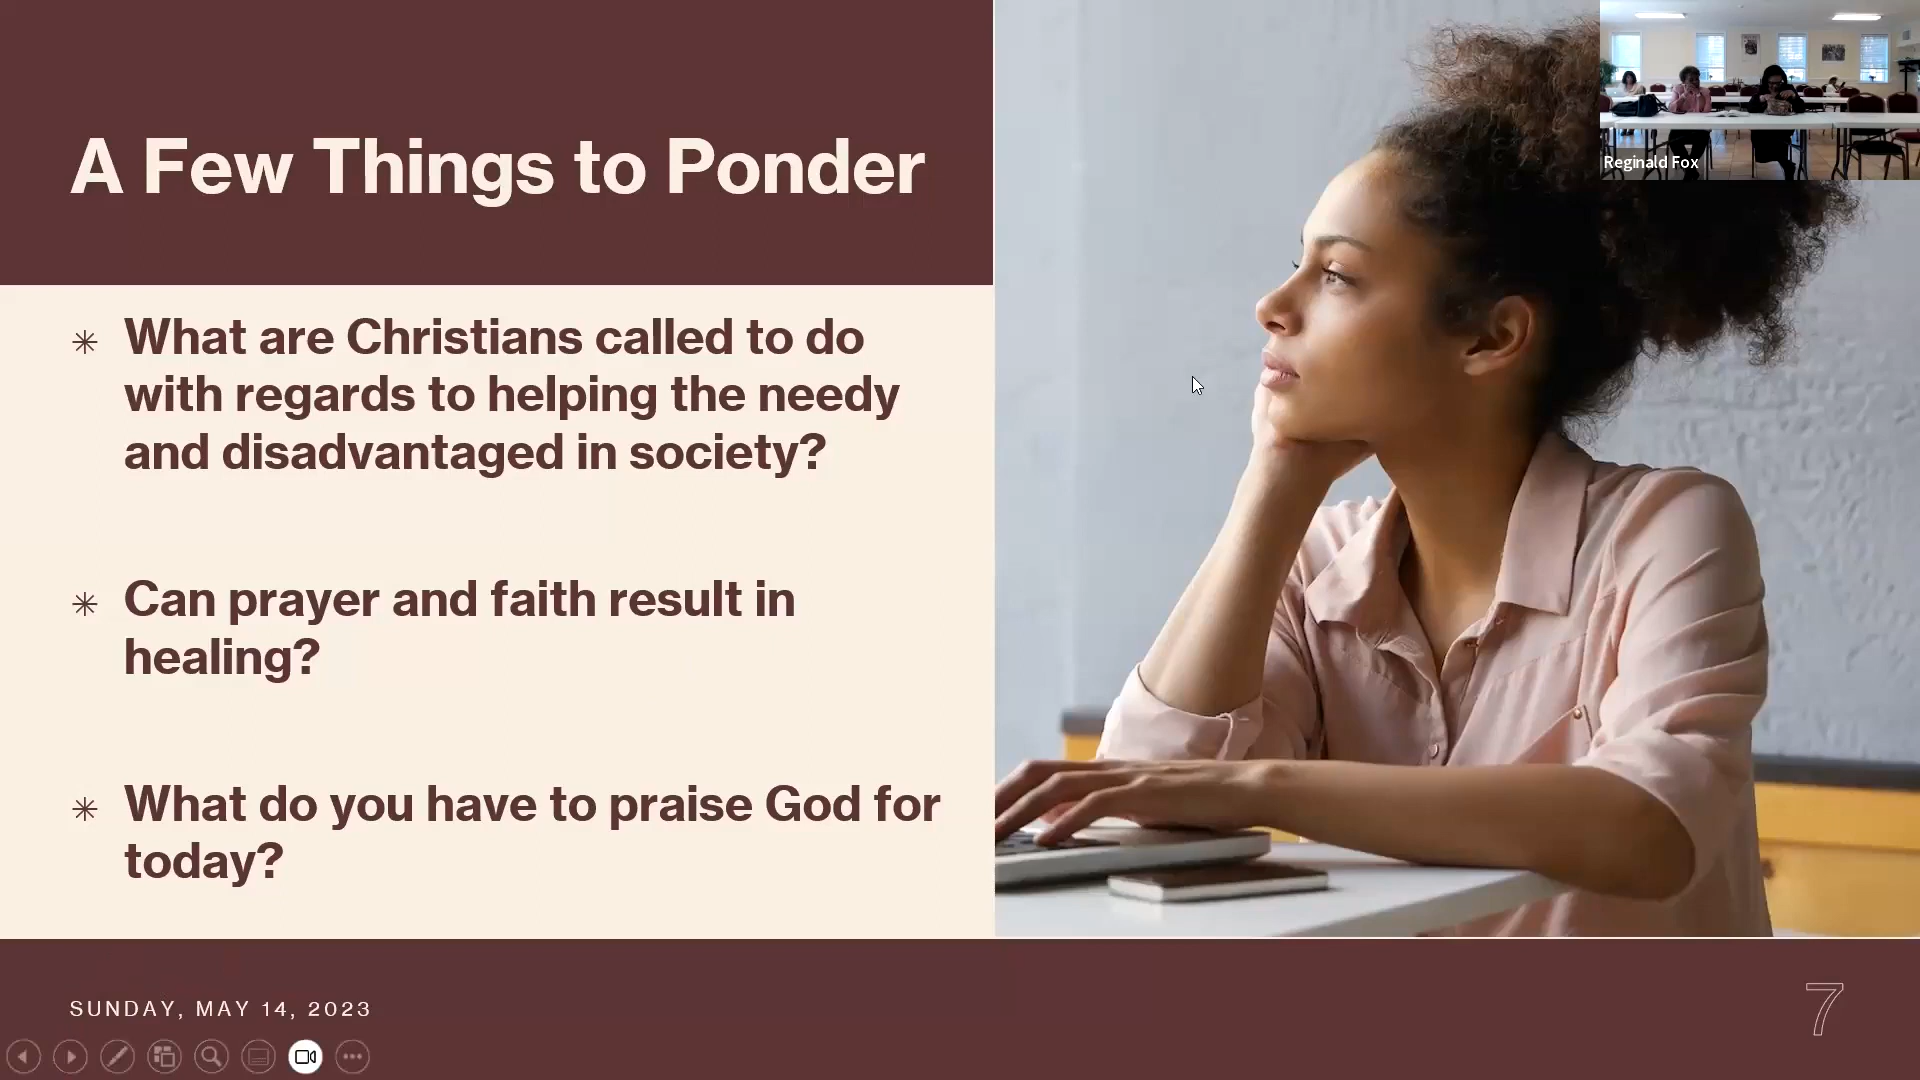 A Few Things to Ponder
What are Christians called to do
with regards to helping the needy
and disadvantaged in society?
Can prayer and faith result in
healing?
What do you have to praise God for
today?
SUNDAY, MAY 14, 2023
7
Reginald Fox